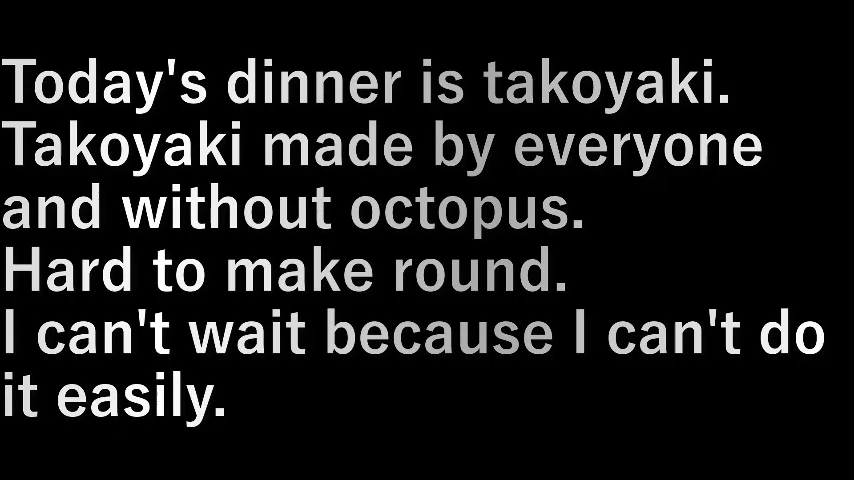 Today's dinner is takoyaki.
Takoyaki made by everyone
and without octopus.
Hard to make round.
I can't wait because I can't do
it easily.